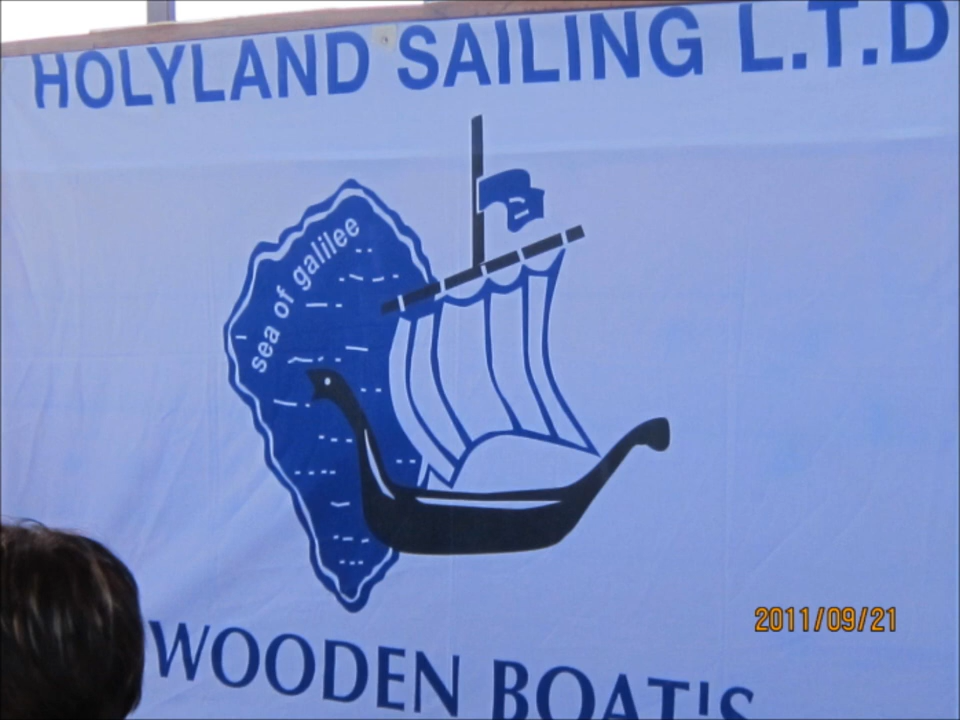 HOLYLAND SAILING L.T.D
sea of galilee
2011/09/21
WOODEN BOAT'S